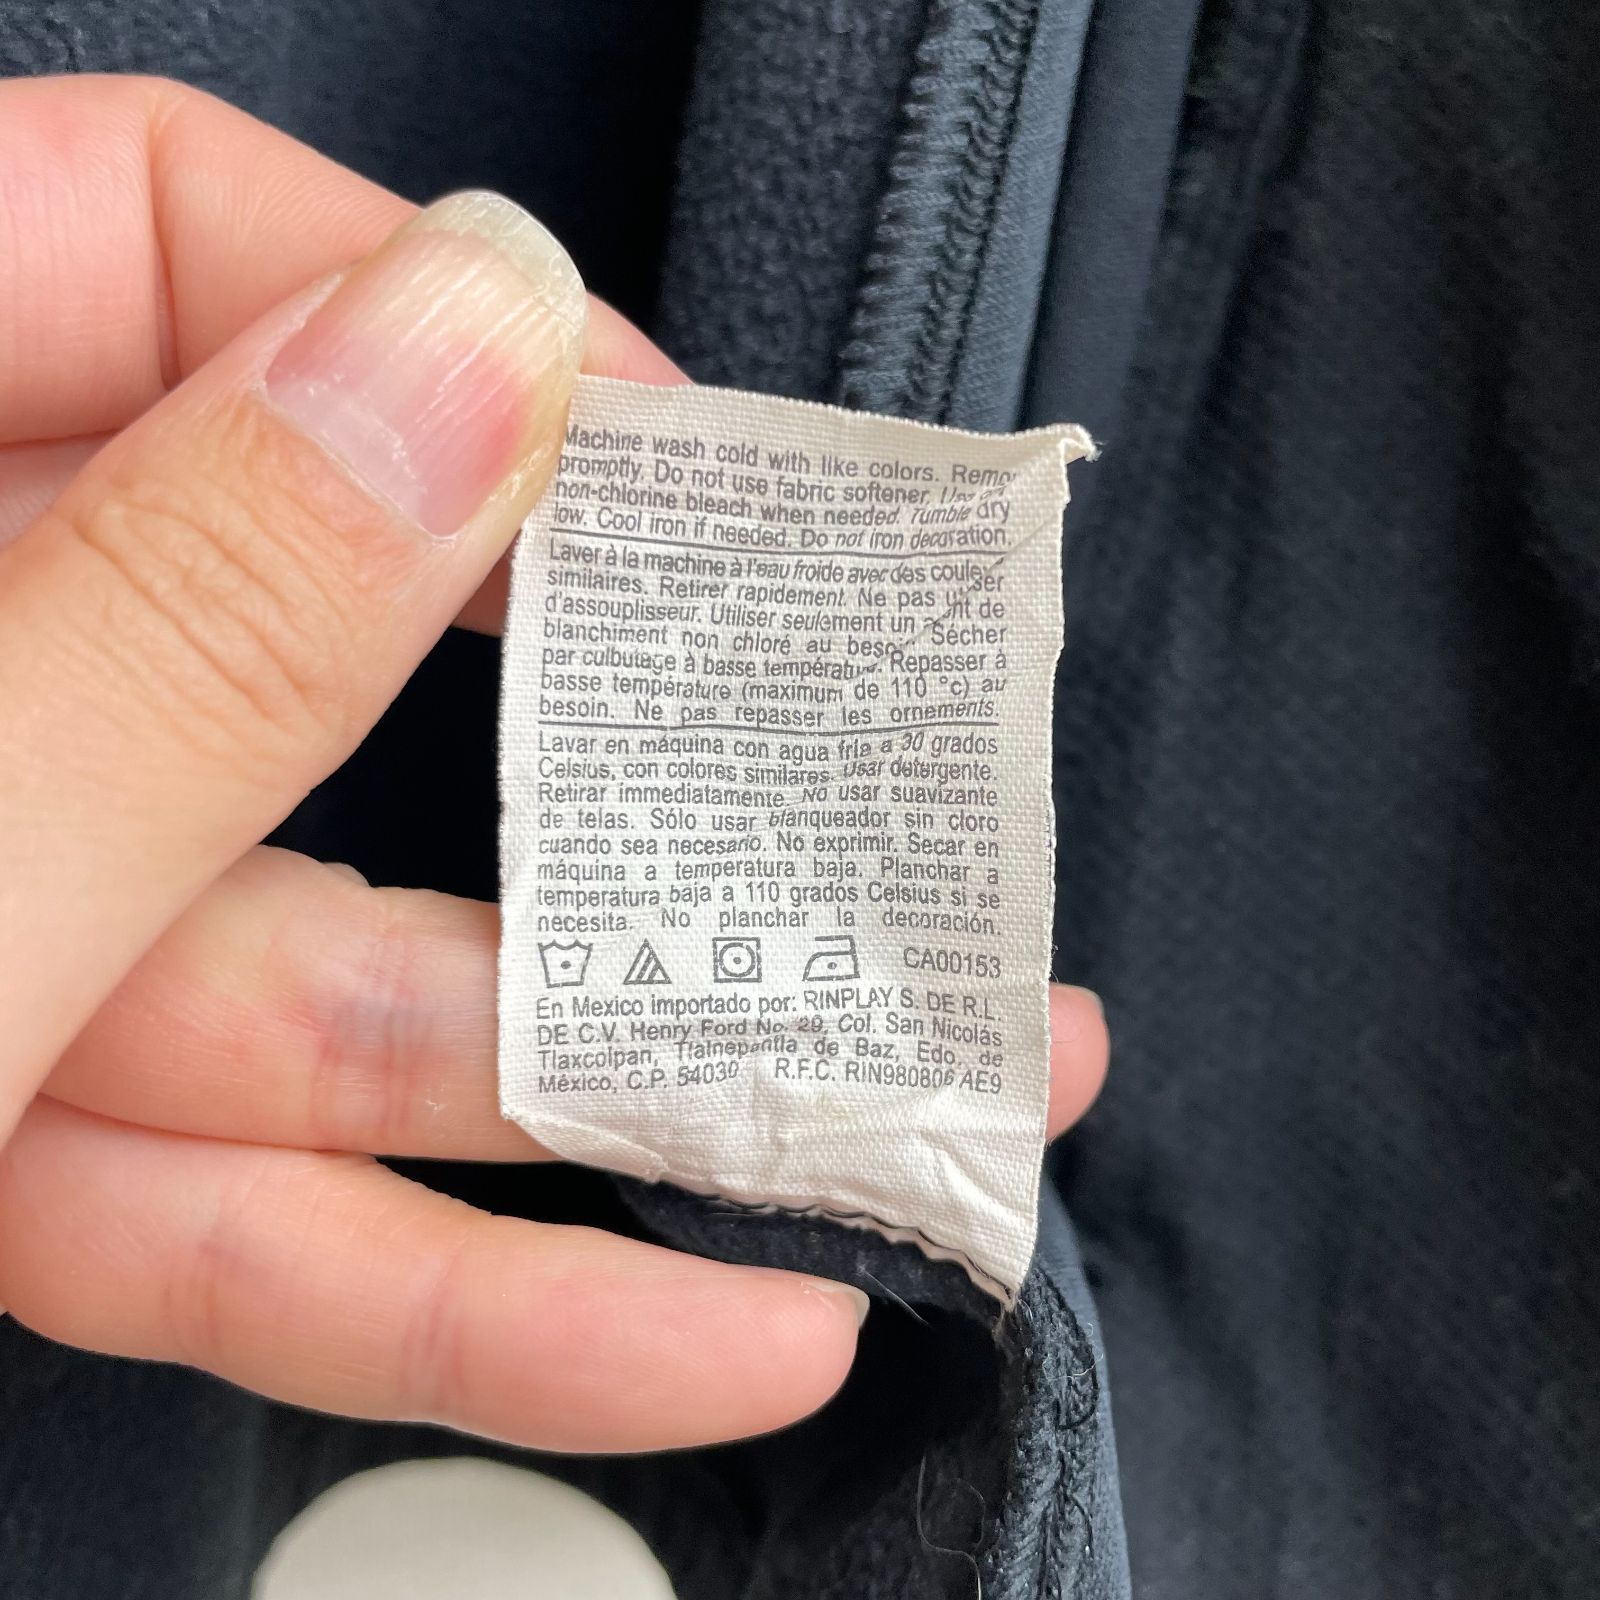 Machine wash cold with like colors. Remo
promptly. Do not use fabric softener. Use
non-chlorine bleach when needed. Tumble dry
low. Cool iron if needed. Do not iron decoration.
Laver à la machine à l'eau froide avec des couleu
similaires. Retirer rapidement. Ne pas
d'assouplisseur. Utiliser seulement un de
blanchiment non chloré au beso Sécher
par culbutage à basse températu Repasser à
basse température (maximum de 110 °c) au
besoin. Ne pas repasser les ornements.
Lavar en máquina con agua fría a 30 grados
Celsius, con colores similares. Usar detergente.
Retirar immediatamente. No usar suavizante
de telas. Sólo usar blanqueador sin cloro
cuando sea necesario. No exprimir. Secar en
máquina a temperatura baja. Planchar a
temperatura baja a 110 grados Celsius si se
necesita. No planchar la decoración.
CA00153
En Mexico importado por: RINPLAY S. DE R.L.
DE C.V. Henry Ford No. 29, Col. San Nicolás
Tlaxcolpan, Tlalnepantla de Baz, Edo. de
México, C.P. 54030 R.F.C. RIN980806 AE9